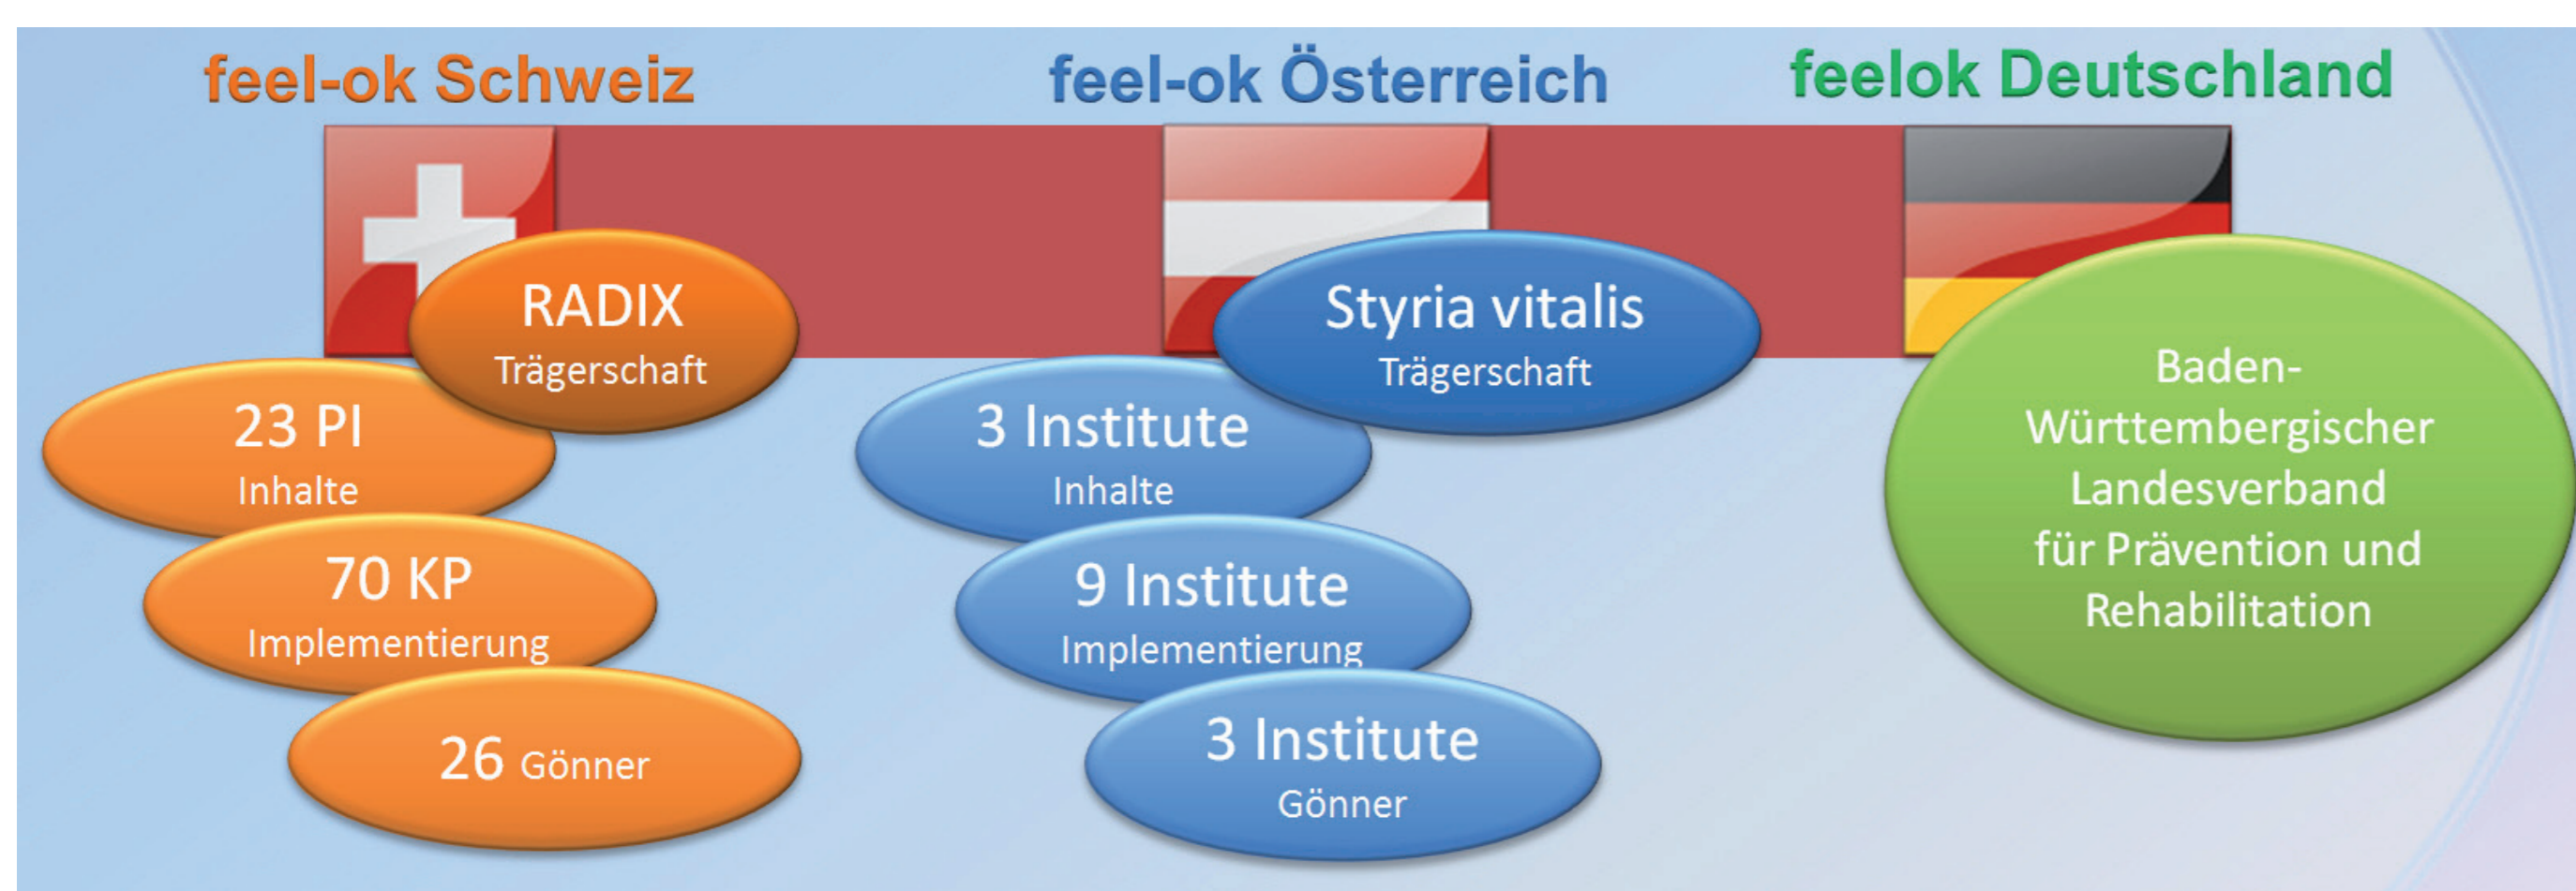 feel-ok Schweiz
RADIX
Trägerschaft
23 PI
Inhalte
70 KP
Implementierung
26 Gönner
feel-ok Österreich
Styria vitalis
Trägerschaft
3 Institute
Inhalte
9 Institute
Implementierung
3 Institute
Gönner
feelok Deutschland
Baden-
Württembergischer
Landesverband
für Prävention und
Rehabilitation